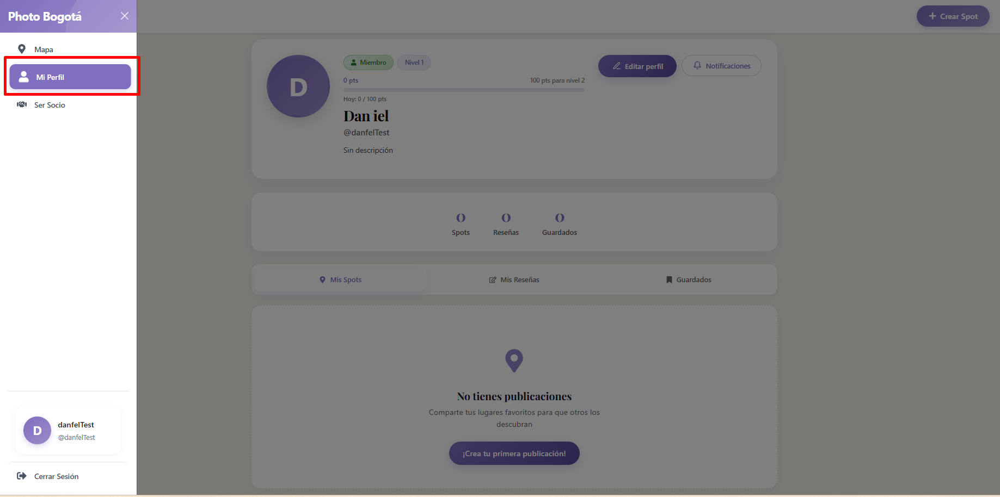 Photo Bogotá
Crear Spot
Mapa
Mi Perfil
Ser Socio
D
Miembro
Nivel 1
0 pts
100 pts para nivel 2
Hoy: 0 / 100 pts
Dan iel
@danfelTest
Sin descripción
Editar perfil
Notificaciones
0
Spots
0
Reseñas
0
Guardados
Mis Spots
Mis Reseñas
Guardados
No tienes publicaciones
Comparte tus lugares favoritos para que otros los
descubran
¡Crea tu primera publicación!
D
danfelTest
@danfelTest
Cerrar Sesión